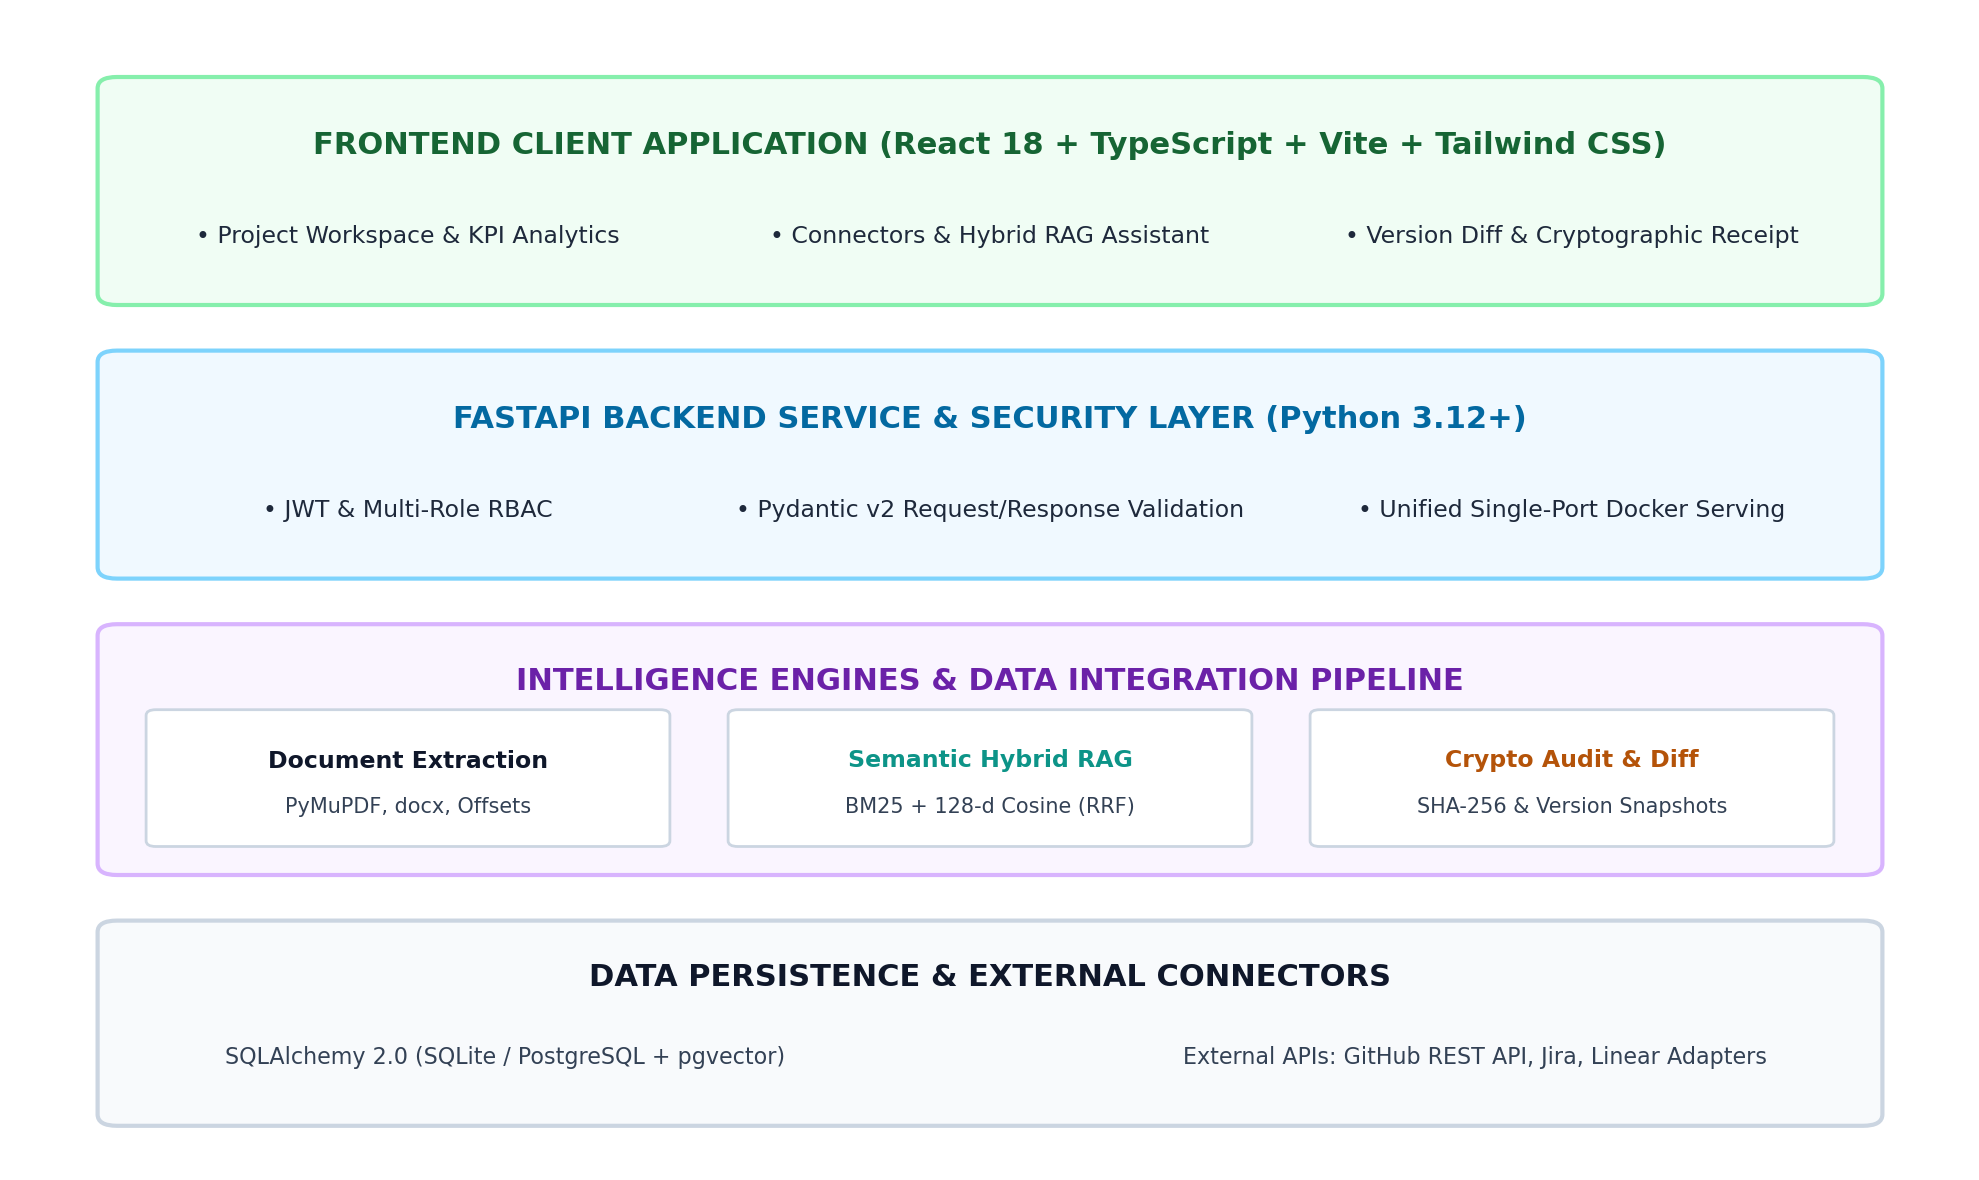 FRONTEND CLIENT APPLICATION (React 18 + TypeScript + Vite + Tailwind CSS)
• Project Workspace & KPI Analytics
• Connectors & Hybrid RAG Assistant
• Version Diff & Cryptographic Receipt
FASTAPI BACKEND SERVICE & SECURITY LAYER (Python 3.12+)
• JWT & Multi-Role RBAC
• Pydantic v2 Request/Response Validation
• Unified Single-Port Docker Serving
INTELLIGENCE ENGINES & DATA INTEGRATION PIPELINE
Document Extraction
PyMuPDF, docx, Offsets
Semantic Hybrid RAG
BM25 + 128-d Cosine (RRF)
Crypto Audit & Diff
SHA-256 & Version Snapshots
DATA PERSISTENCE & EXTERNAL CONNECTORS
SQLAlchemy 2.0 (SQLite / PostgreSQL + pgvector)
External APIs: GitHub REST API, Jira, Linear Adapters